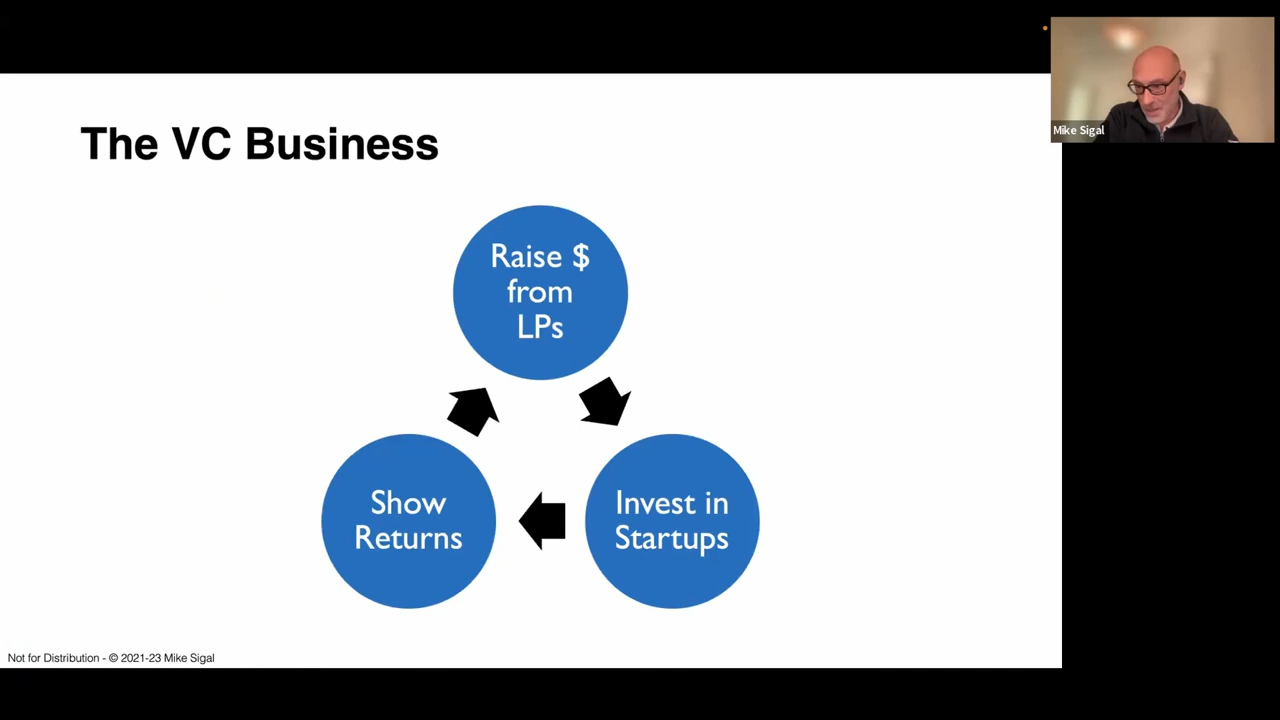 The VC Business
Raise $
from
LPs
Show
Returns
Invest in
Startups
Not for Distribution - © 2021-23 Mike Sigal
Mike Sigal